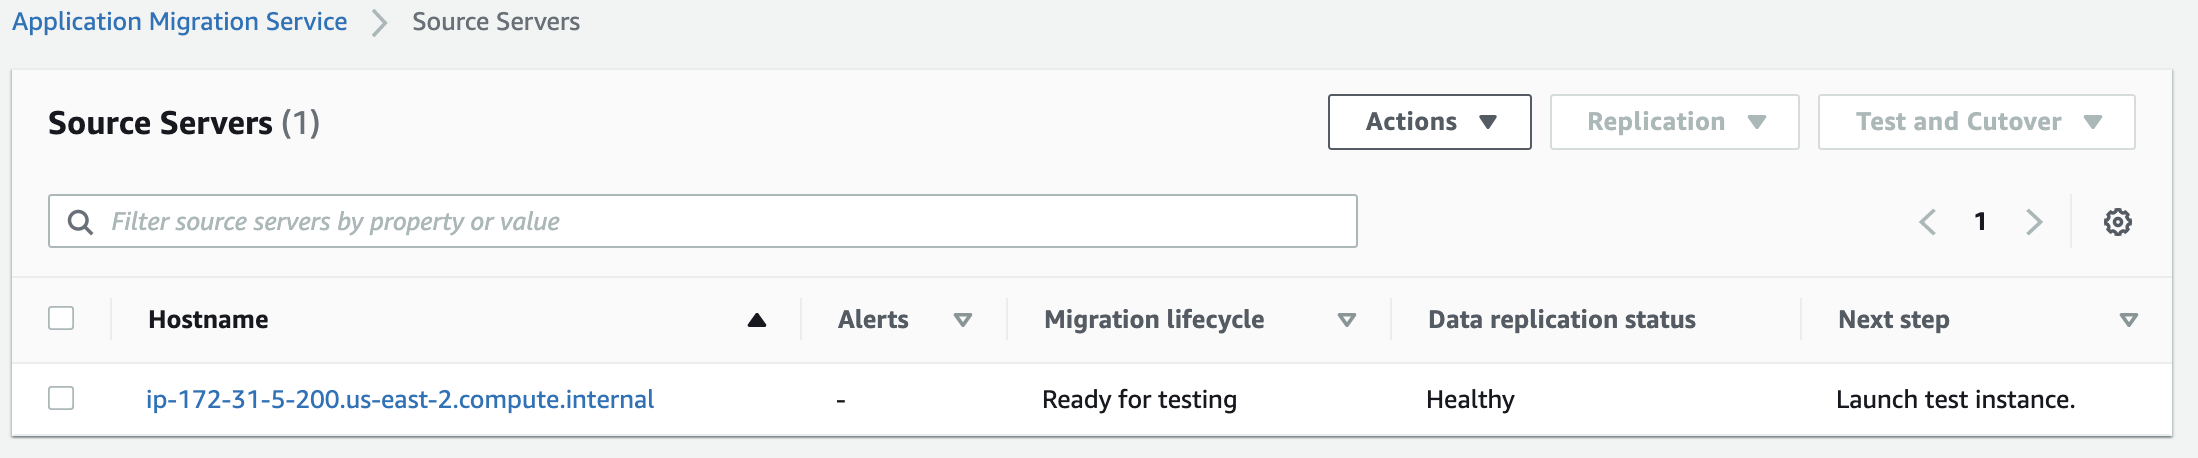 Application Migration Service Source Servers
Source Servers (1) Actions Replication Test and Cutover
Filter source servers by property or value 1
Hostname Alerts Migration lifecycle Data replication status Next step
ip-172-31-5-200.us-east-2.compute.internal - Ready for testing Healthy Launch test instance.